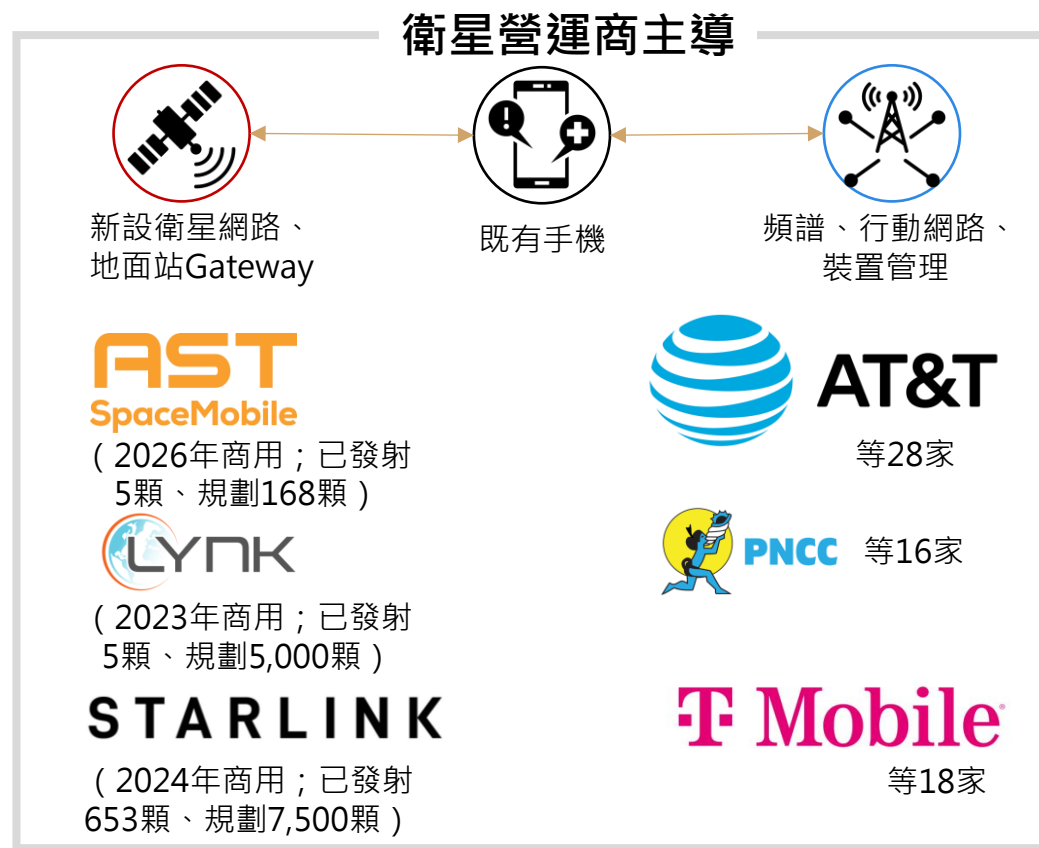 衛星營運商主導
新設衛星網路、
地面站Gateway
既有手機
頻譜、行動網路、
裝置管理
AST
SpaceMobile
(2026年商用；已發射
5顆、規劃168顆)
AT&T
等28家
LYNK
(2023年商用；已發射
5顆、規劃5,000顆)
PNCC 等16家
STARLINK
(2024年商用；已發射
653顆、規劃7,500顆)
T Mobile
等18家